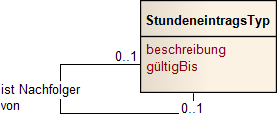 StundeneintragsTyp
beschreibung
gültigBis
0..1
ist Nachfolger
von
0..1